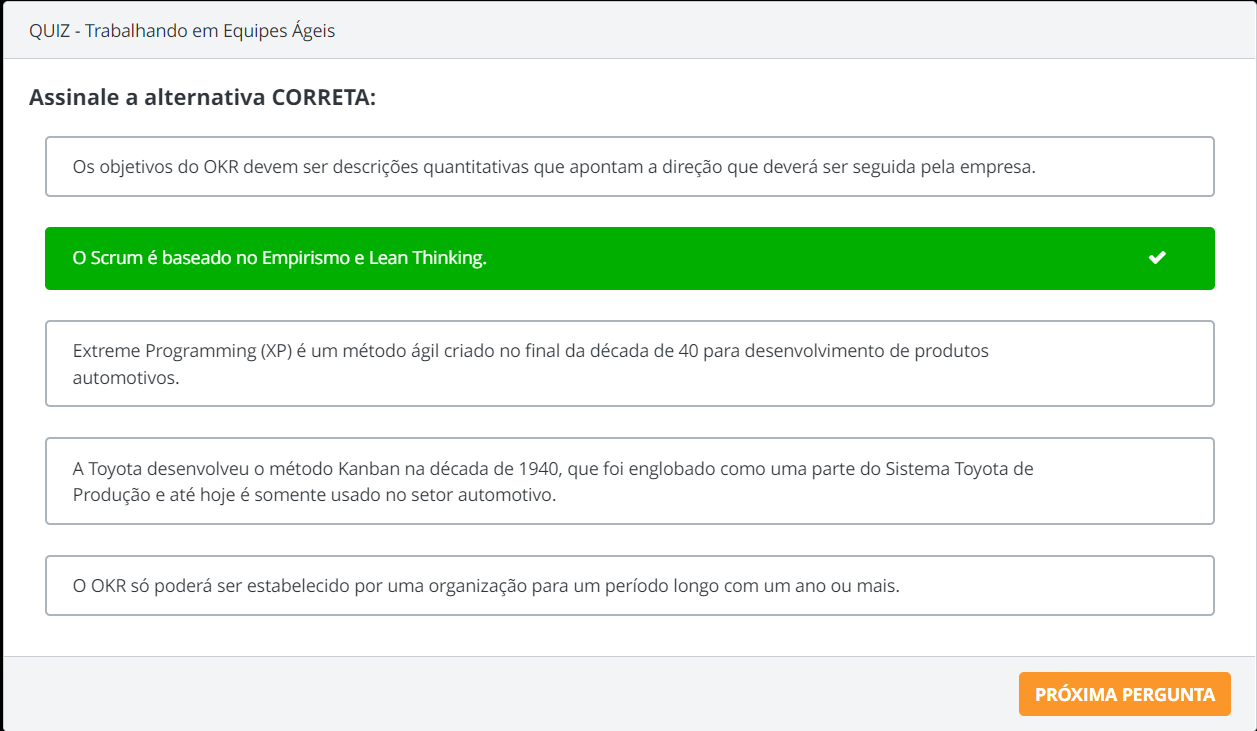 QUIZ - Trabalhando em Equipes Ágeis
Assinale a alternativa CORRETA:
Os objetivos do OKR devem ser descrições quantitativas que apontam a direção que deverá ser seguida pela empresa.
O Scrum é baseado no Empirismo e Lean Thinking.
Extreme Programming (XP) é um método ágil criado no final da década de 40 para desenvolvimento de produtos
automotivos.
A Toyota desenvolveu o método Kanban na década de 1940, que foi englobado como uma parte do Sistema Toyota de
Produção e até hoje é somente usado no setor automotivo.
O OKR só poderá ser estabelecido por uma organização para um período longo com um ano ou mais.
PRÓXIMA PERGUNTA